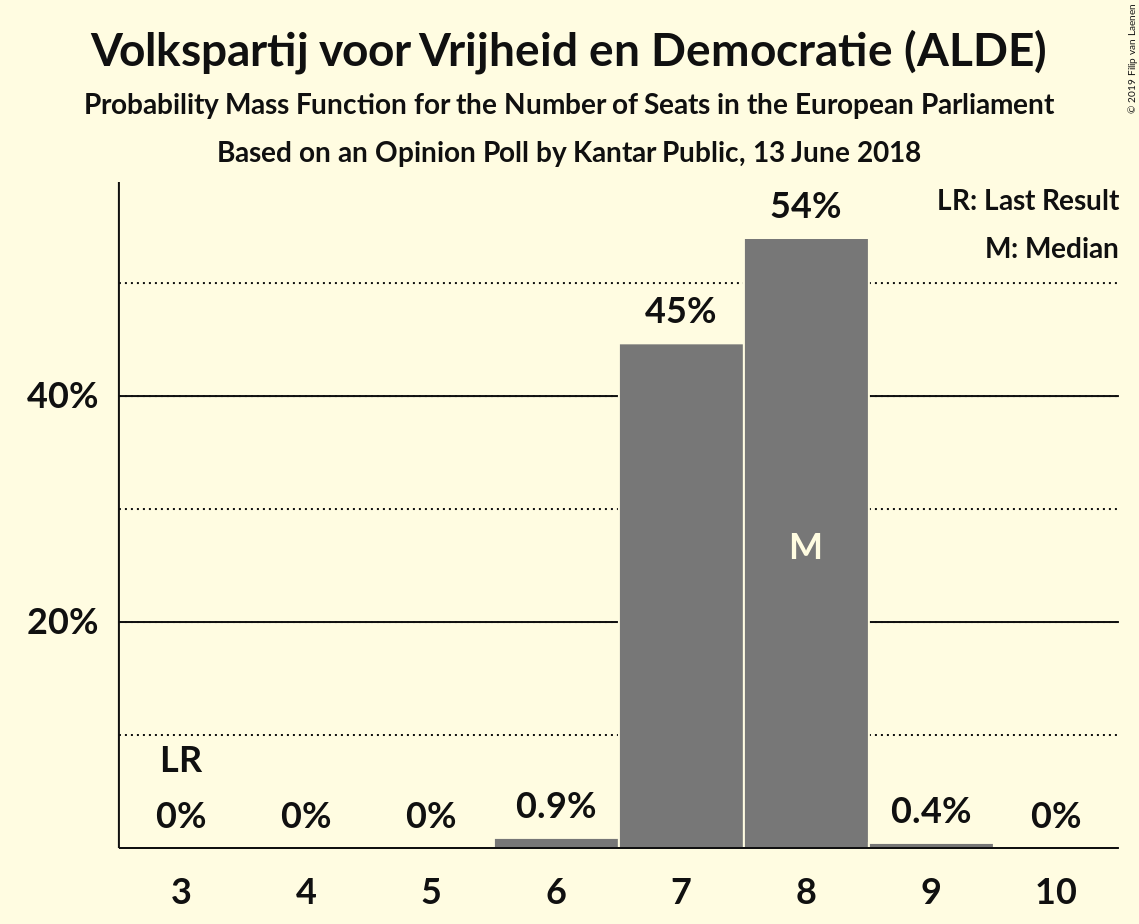 Volkspartij voor Vrijheid en Democratie (ALDE)
Probability Mass Function for the Number of Seats in the European Parliament
Based on an Opinion Poll by Kantar Public, 13 June 2018
© 2019 Filip van Laenen
LR: Last Result
M: Median
54%
45%
40%
M
20%
LR
0% 0% 0% 0.9% 0.4% 0%
3 4 5 6 7 8 9 10